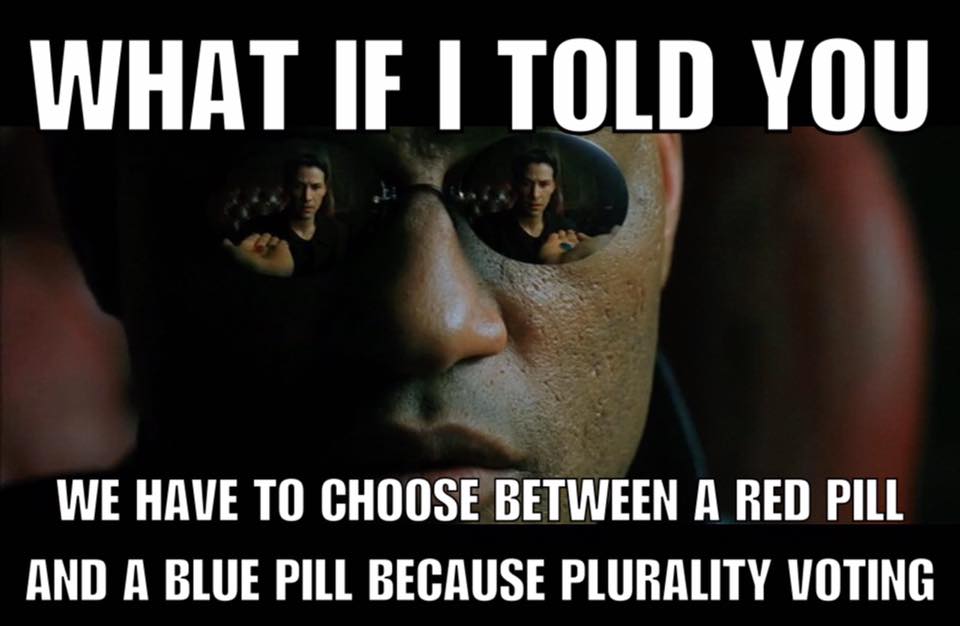 WHAT IF I TOLD YOU
WE HAVE TO CHOOSE BETWEEN A RED PILL
AND A BLUE PILL BECAUSE PLURALITY VOTING